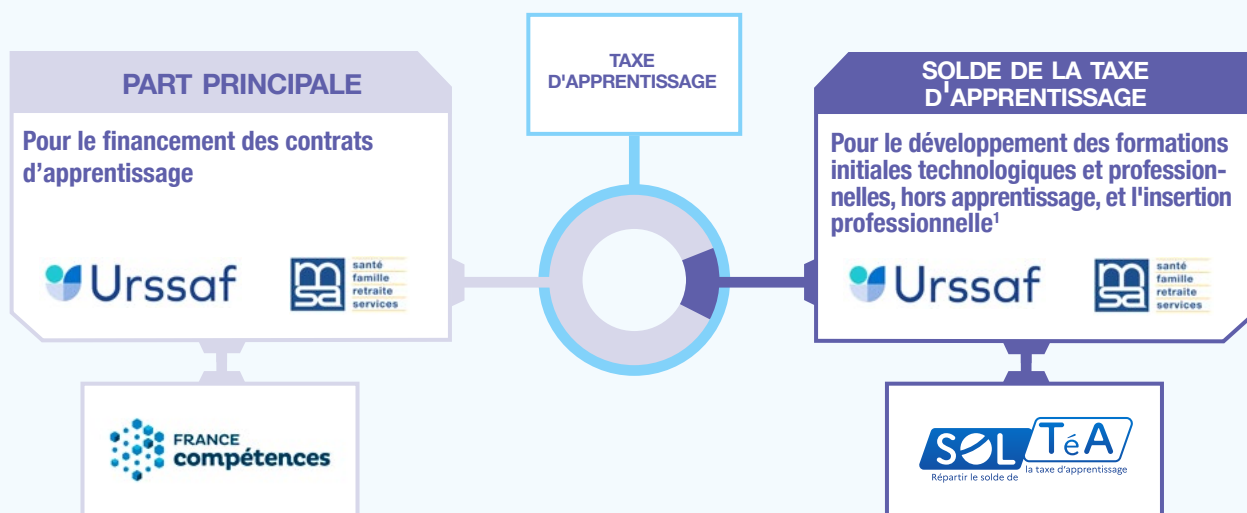 TAXE
D'APPRENTISSAGE
PART PRINCIPALE
Pour le financement des contrats
d’apprentissage
Urssaf
msa
santé
famille
retraite
services
FRANCE
compétences
SOLDE DE LA TAXE
D'APPRENTISSAGE
Pour le développement des formations
initiales technologiques et profession-
nelles, hors apprentissage, et l'insertion
professionnelle¹
Urssaf
msa
santé
famille
retraite
services
SOLTéA
Répartir le solde de la taxe d'apprentissage